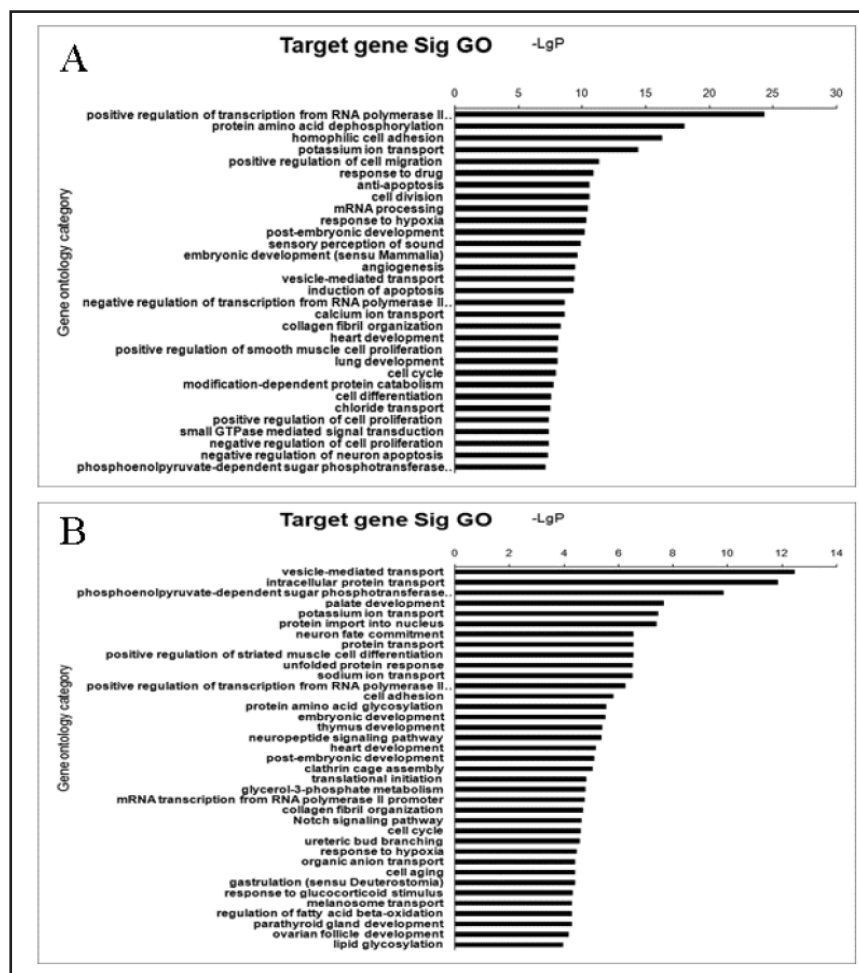 A
Target gene Sig GO -LgP
0 5 10 15 20 25 30
Gene ontology category
positive regulation of transcription from RNA polymerase II..
protein amino acid dephosphorylation
homophilic cell adhesion
potassium ion transport
positive regulation of cell migration
response to drug
anti-apoptosis
cell division
mRNA processing
response to hypoxia
post-embryonic development
sensory perception of sound
embryonic development (sensu Mammalia)
angiogenesis
vesicle-mediated transport
induction of apoptosis
negative regulation of transcription from RNA polymerase II..
calcium ion transport
collagen fibril organization
heart development
positive regulation of smooth muscle cell proliferation
lung development
cell cycle
modification-dependent protein catabolism
cell differentiation
chloride transport
positive regulation of cell proliferation
small GTPase mediated signal transduction
negative regulation of cell proliferation
negative regulation of neuron apoptosis
phosphoenolpyruvate-dependent sugar phosphotransferase..
B
Target gene Sig GO -LgP
0 2 4 6 8 10 12 14
Gene ontology category
vesicle-mediated transport
intracellular protein transport
phosphoenolpyruvate-dependent sugar phosphotransferase..
palate development
potassium ion transport
protein import into nucleus
neuron fate commitment
protein transport
positive regulation of striated muscle cell differentiation
unfolded protein response
sodium ion transport
positive regulation of transcription from RNA polymerase II..
cell adhesion
protein amino acid glycosylation
embryonic development
thymus development
neuropeptide signaling pathway
heart development
post-embryonic development
clathrin cage assembly
translational initiation
glycerol-3-phosphate metabolism
mRNA transcription from RNA polymerase II promoter
collagen fibril organization
Notch signaling pathway
cell cycle
ureteric bud branching
response to hypoxia
organic anion transport
cell aging
gastrulation (sensu Deuterostomia)
response to glucocorticoid stimulus
melanosome transport
regulation of fatty acid beta-oxidation
parathyroid gland development
ovarian follicle development
lipid glycosylation